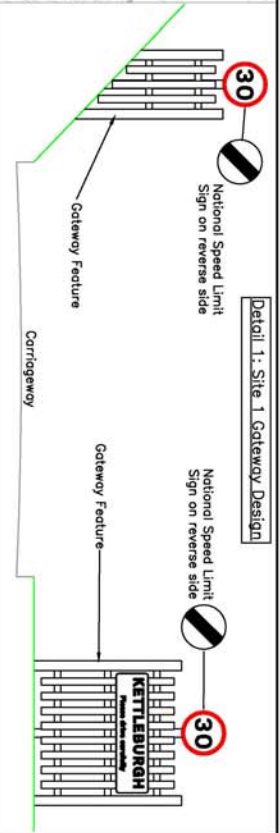 Detail 1: Site 1 Gateway Design
30
National Speed Limit
Sign on reverse side
Gateway Feature
Carriageway
National Speed Limit
Sign on reverse side
30
Gateway Feature
KETTLEBURGH
Please drive carefully